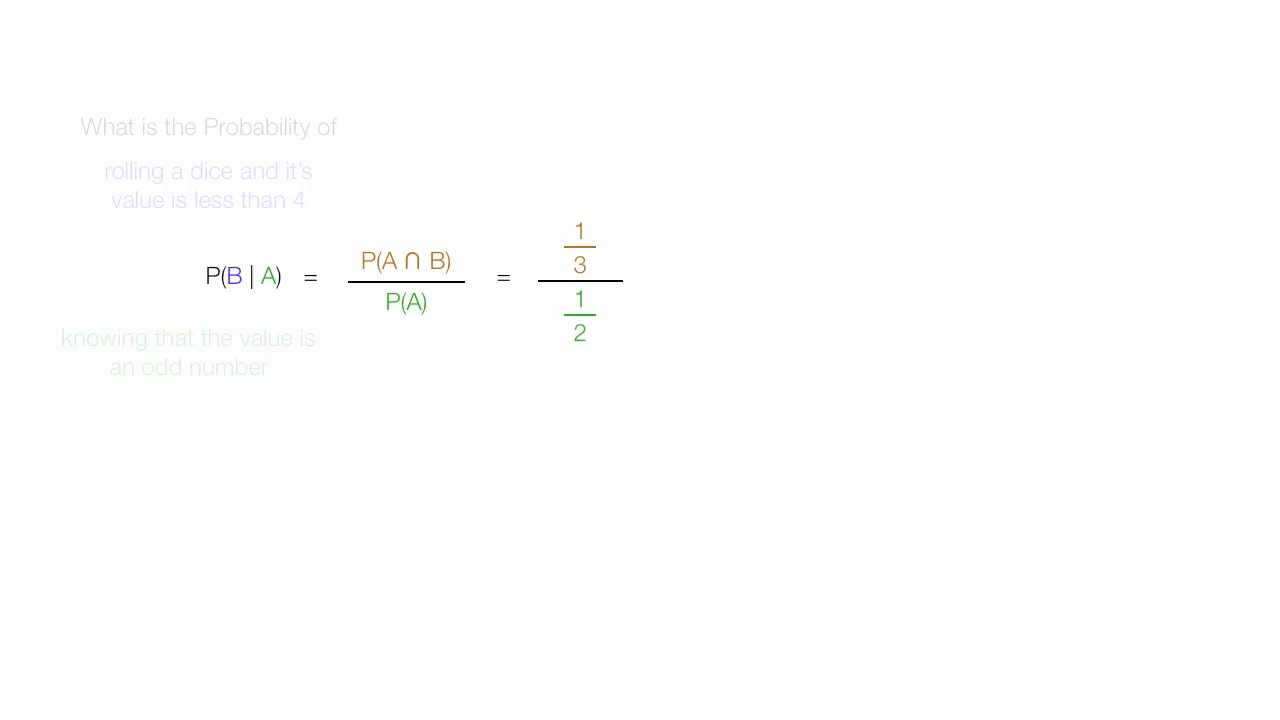 What is the Probability of
rolling a dice and it's
value is less than 4
P(B | A) = P(A ∩ B) / P(A) = 1/3 / 1/2
knowing that the value is
an odd number